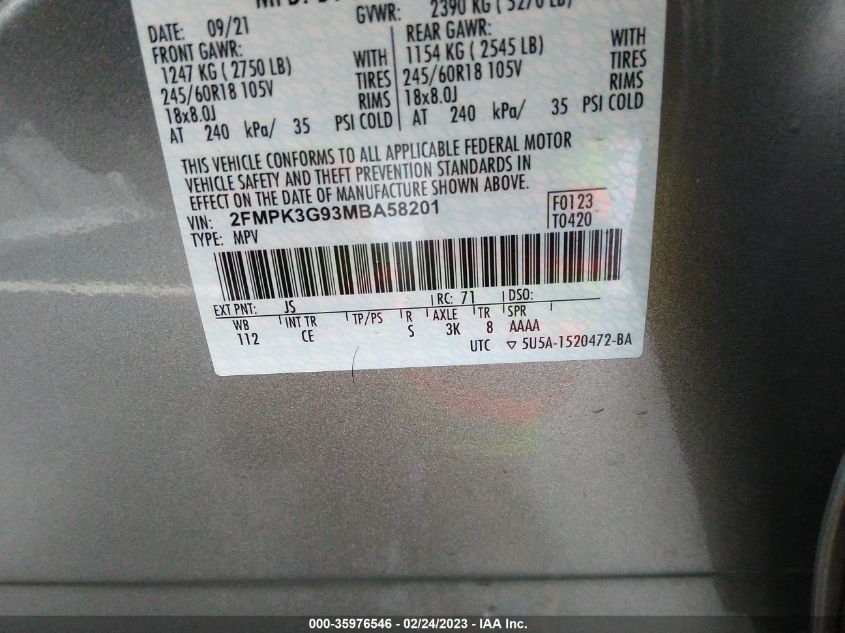 GVWR: 2390 KG ( 5270 LB)
DATE: 09/21
FRONT GAWR:
1247 KG ( 2750 LB) WITH
245/60R18 105V TIRES
18x8.0J RIMS
AT 240 kPa/ 35 PSI COLD
REAR GAWR:
1154 KG ( 2545 LB) WITH
245/60R18 105V TIRES
18x8.0J RIMS
AT 240 kPa/ 35 PSI COLD
THIS VEHICLE CONFORMS TO ALL APPLICABLE FEDERAL MOTOR
VEHICLE SAFETY AND THEFT PREVENTION STANDARDS IN
EFFECT ON THE DATE OF MANUFACTURE SHOWN ABOVE.
VIN: 2FMPK3G93MBA58201
F0123
T0420
TYPE: MPV
EXT PNT: JS RC: 71 DSO:
WB INT TR TP/PS R AXLE TR SPR
112 CE S 3K 8 AAAA
UTC ▽ 5U5A-1520472-BA
000-35976546 - 02/24/2023 - © IAA Inc.